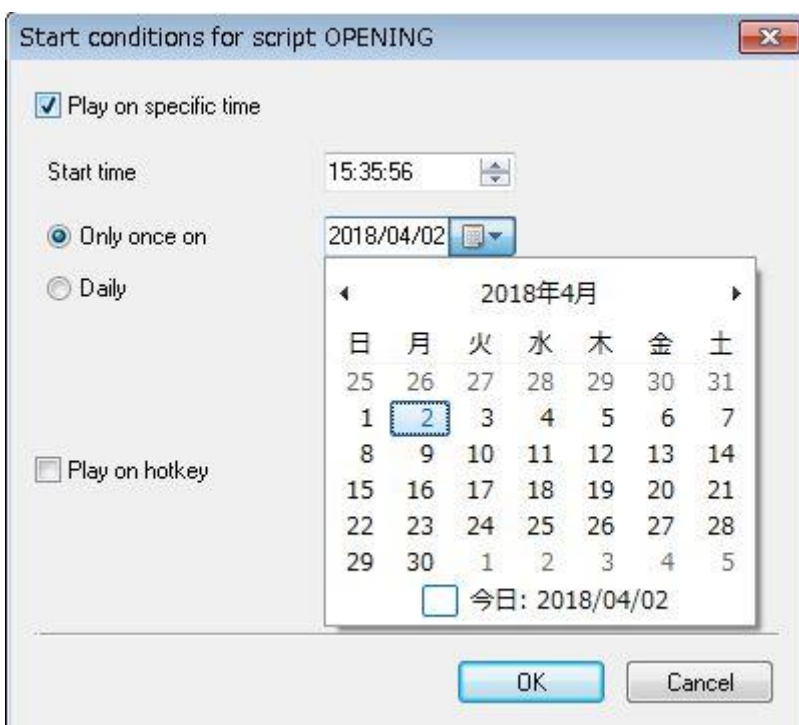 Start conditions for script OPENING
Play on specific time
Start time 15:35:56
Only once on 2018/04/02
Daily
2018年4月
日 月 火 水 木 金 土
25 26 27 28 29 30 31
1 2 3 4 5 6 7
8 9 10 11 12 13 14
15 16 17 18 19 20 21
22 23 24 25 26 27 28
29 30 1 2 3 4 5
今日: 2018/04/02
Play on hotkey
OK Cancel